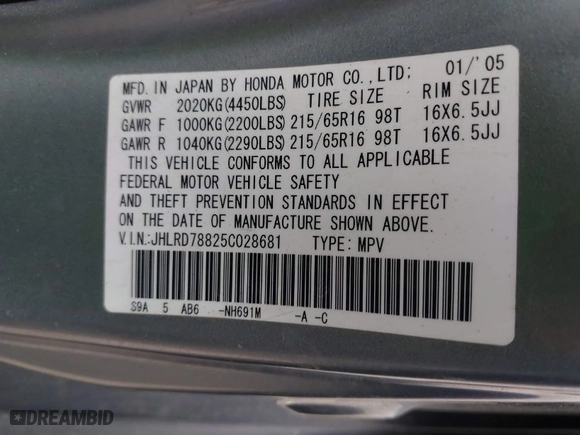 MFD. IN JAPAN BY HONDA MOTOR CO.,LTD; 01/'05
GVWR 2020KG(4450LBS) TIRE SIZE RIM SIZE
GAWR F 1000KG(2200LBS) 215/65R16 98T 16X6.5JJ
GAWR R 1040KG(2290LBS) 215/65R16 98T 16X6.5JJ
THIS VEHICLE CONFORMS TO ALL APPLICABLE
FEDERAL MOTOR VEHICLE SAFETY
AND THEFT PREVENTION STANDARDS IN EFFECT
ON THE DATE OF MANUFACTURE SHOWN ABOVE.
V.I.N.:JHLRD78825C028681 TYPE: MPV
S9A 5 AB6 -NH691M -A -C
DREAMBID